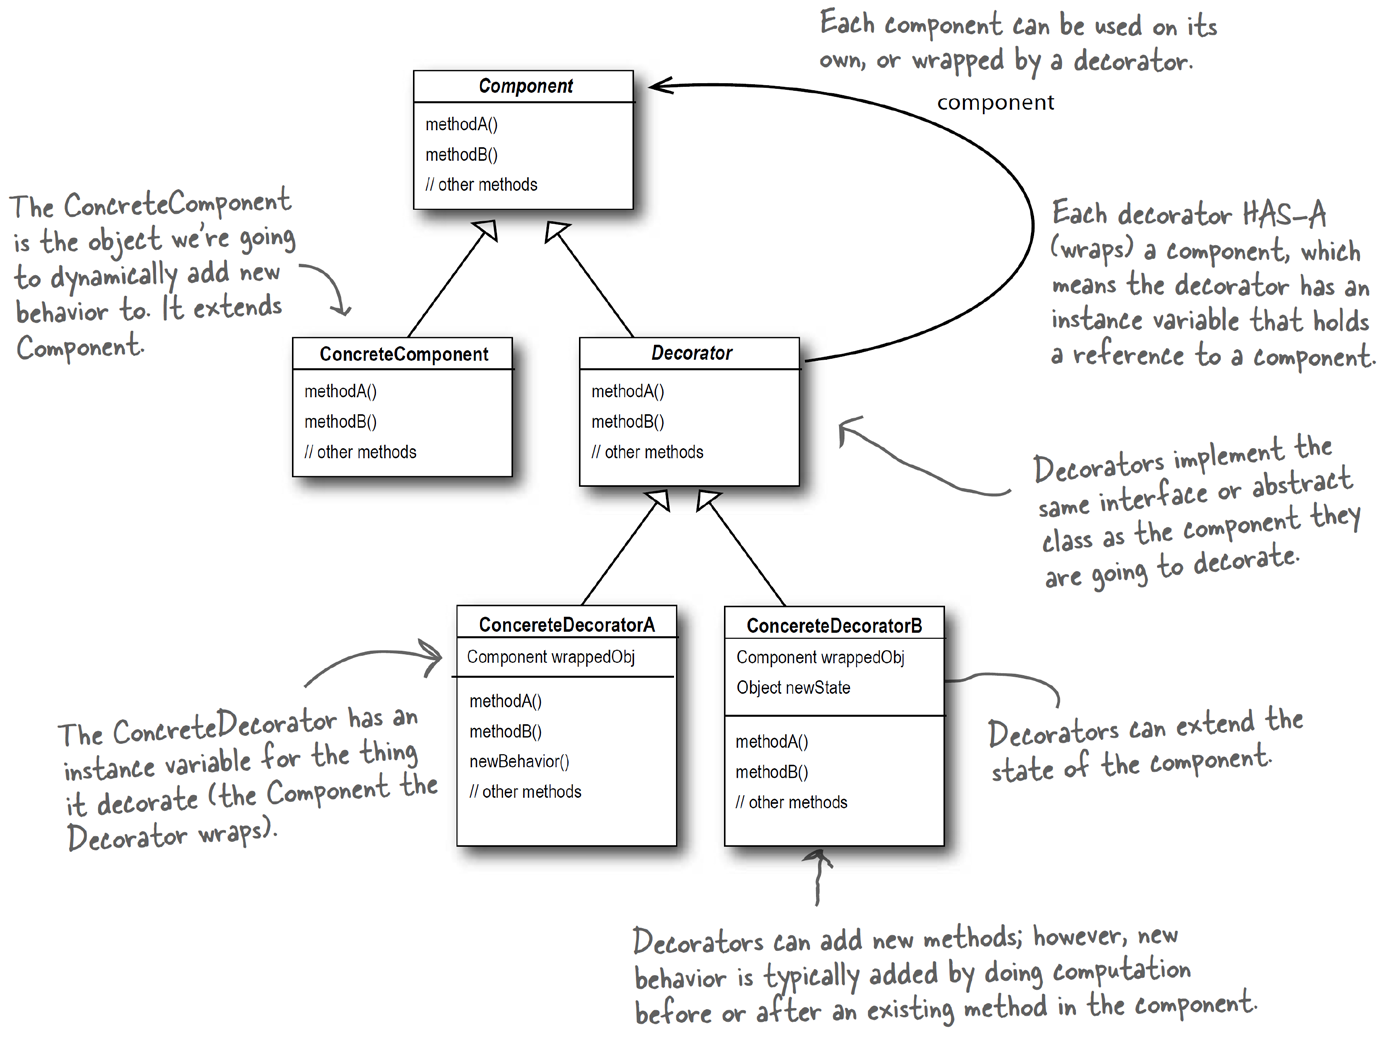 Each component can be used on its
own, or wrapped by a decorator.
component
Component
methodA()
methodB()
// other methods
The ConcreteComponent
is the object we're going
to dynamically add new
behavior to. It extends
Component.
Each decorator HAS-A
(wraps) a component, which
means the decorator has an
instance variable that holds
a reference to a component.
ConcreteComponent
methodA()
methodB()
// other methods
Decorator
methodA()
methodB()
// other methods
Decorators implement the
same interface or abstract
class as the component they
are going to decorate.
ConcereteDecoratorA
Component wrappedObj
methodA()
methodB()
newBehavior()
// other methods
ConcereteDecoratorB
Component wrappedObj
Object newState
methodA()
methodB()
// other methods
The ConcreteDecorator has an
instance variable for the thing
it decorate (the Component the
Decorator wraps).
Decorators can extend the
state of the component.
Decorators can add new methods; however, new
behavior is typically added by doing computation
before or after an existing method in the component.